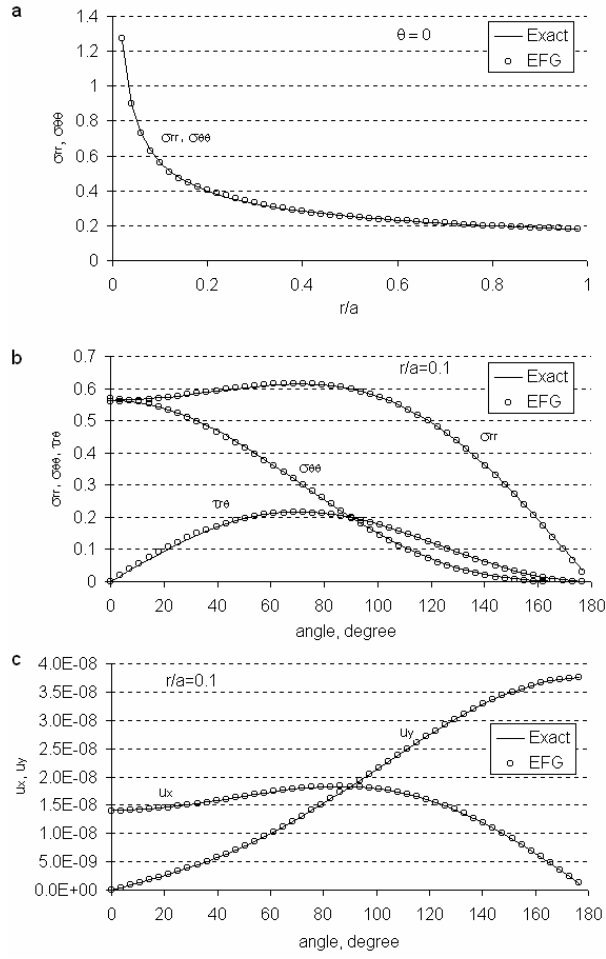 a
1.4
1.2
1
0.8
0.6
0.4
0.2
0
σrr, σθθ
θ = 0
Exact
EFG
σrr, σθθ
0 0.2 0.4 0.6 0.8 1
r/a
b
0.7
0.6
0.5
0.4
0.3
0.2
0.1
0
σrr, σθθ, τrθ
r/a=0.1
Exact
EFG
σrr
σθθ
τrθ
0 20 40 60 80 100 120 140 160 180
angle, degree
c
4.0E-08
3.5E-08
3.0E-08
2.5E-08
2.0E-08
1.5E-08
1.0E-08
5.0E-09
0.0E+00
ux, uy
r/a=0.1
uy
Exact
EFG
ux
0 20 40 60 80 100 120 140 160 180
angle, degree